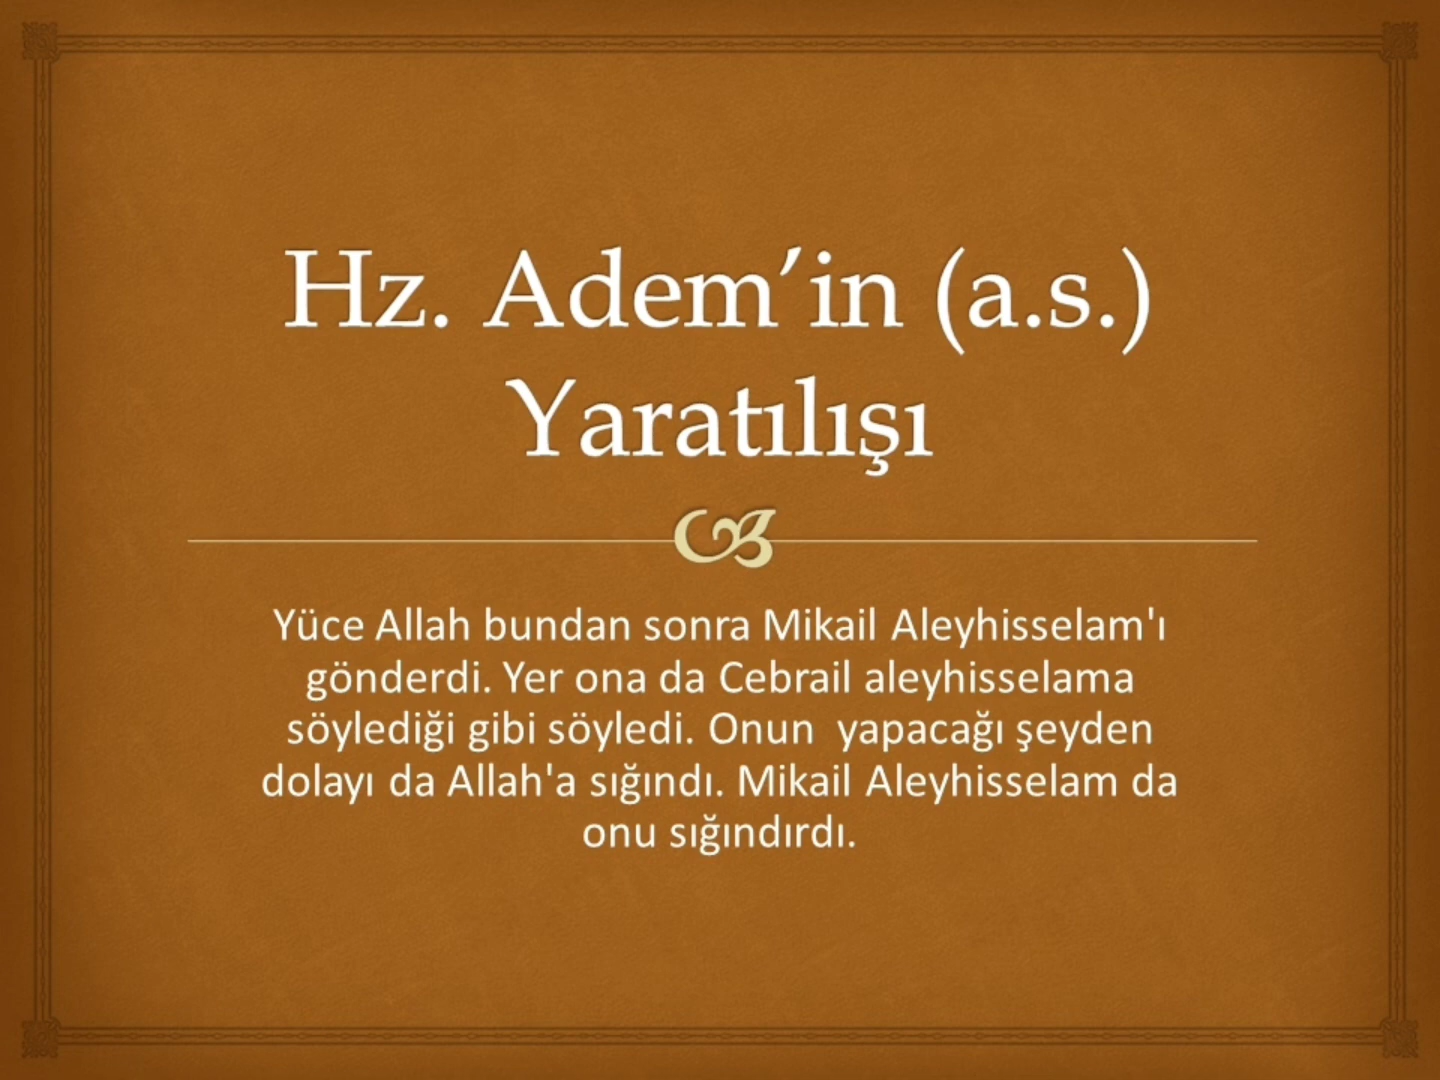 Hz. Adem’in (a.s.)
Yaratılışı
Yüce Allah bundan sonra Mikail Aleyhisselam'ı
gönderdi. Yer ona da Cebrail aleyhisselama
söylediği gibi söyledi. Onun  yapacağı şeyden
dolayı da Allah'a sığındı. Mikail Aleyhisselam da
onu sığındırdı.